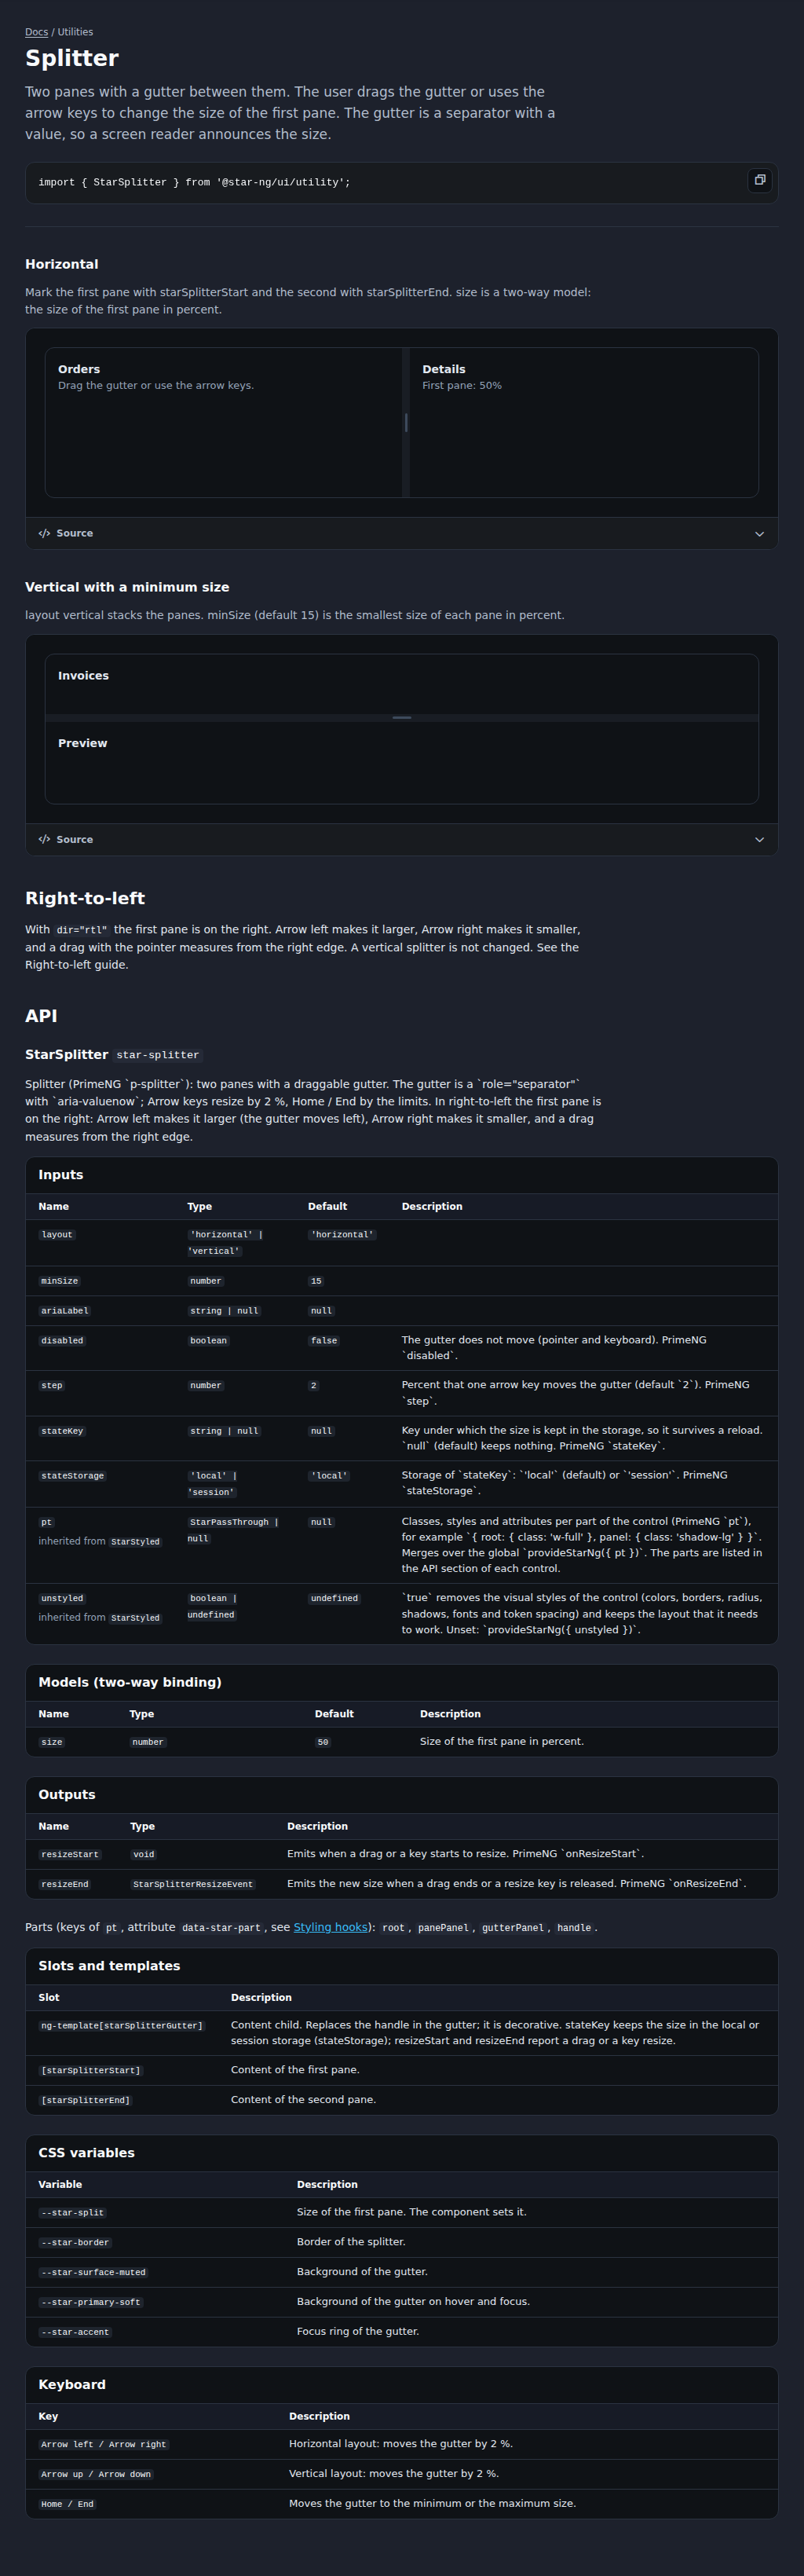 Docs / Utilities
Splitter
Two panes with a gutter between them. The user drags the gutter or uses the
arrow keys to change the size of the first pane. The gutter is a separator with a
value, so a screen reader announces the size.
import { StarSplitter } from '@star-ng/ui/utility';
Horizontal
Mark the first pane with starSplitterStart and the second with starSplitterEnd. size is a two-way model:
the size of the first pane in percent.
Orders
Drag the gutter or use the arrow keys.
Details
First pane: 50%
Source
Vertical with a minimum size
layout vertical stacks the panes. minSize (default 15) is the smallest size of each pane in percent.
Invoices
Preview
Source
Right-to-left
With dir="rtl" the first pane is on the right. Arrow left makes it larger, Arrow right makes it smaller,
and a drag with the pointer measures from the right edge. A vertical splitter is not changed. See the
Right-to-left guide.
API
StarSplitter star-splitter
Splitter (PrimeNG `p-splitter`): two panes with a draggable gutter. The gutter is a `role="separator"`
with `aria-valuenow`; Arrow keys resize by 2 %, Home / End by the limits. In right-to-left the first pane is
on the right: Arrow left makes it larger (the gutter moves left), Arrow right makes it smaller, and a drag
measures from the right edge.
Inputs
Name Type Default Description
layout 'horizontal' | 'horizontal'
'vertical'
minSize number 15
ariaLabel string | null null
disabled boolean false The gutter does not move (pointer and keyboard). PrimeNG
`disabled`.
step number 2 Percent that one arrow key moves the gutter (default `2`). PrimeNG
`step`.
stateKey string | null null Key under which the size is kept in the storage, so it survives a reload.
`null` (default) keeps nothing. PrimeNG `stateKey`.
stateStorage 'local' | 'local' Storage of `stateKey`: `'local'` (default) or `'session'`. PrimeNG
'session' `stateStorage`.
pt StarPassThrough | null Classes, styles and attributes per part of the control (PrimeNG `pt`),
inherited from StarStyled null for example `{ root: { class: 'w-full' }, panel: { class: 'shadow-lg' } }`.
Merges over the global `provideStarNg({ pt })`. The parts are listed in
the API section of each control.
unstyled boolean | undefined `true` removes the visual styles of the control (colors, borders, radius,
inherited from StarStyled undefined shadows, fonts and token spacing) and keeps the layout that it needs
to work. Unset: `provideStarNg({ unstyled })`.
Models (two-way binding)
Name Type Default Description
size number 50 Size of the first pane in percent.
Outputs
Name Type Description
resizeStart void Emits when a drag or a key starts to resize. PrimeNG `onResizeStart`.
resizeEnd StarSplitterResizeEvent Emits the new size when a drag ends or a resize key is released. PrimeNG `onResizeEnd`.
Parts (keys of pt, attribute data-star-part, see Styling hooks): root, panePanel, gutterPanel, handle.
Slots and templates
Slot Description
ng-template[starSplitterGutter] Content child. Replaces the handle in the gutter; it is decorative. stateKey keeps the size in the local or
session storage (stateStorage); resizeStart and resizeEnd report a drag or a key resize.
[starSplitterStart] Content of the first pane.
[starSplitterEnd] Content of the second pane.
CSS variables
Variable Description
--star-split Size of the first pane. The component sets it.
--star-border Border of the splitter.
--star-surface-muted Background of the gutter.
--star-primary-soft Background of the gutter on hover and focus.
--star-accent Focus ring of the gutter.
Keyboard
Key Description
Arrow left / Arrow right Horizontal layout: moves the gutter by 2 %.
Arrow up / Arrow down Vertical layout: moves the gutter by 2 %.
Home / End Moves the gutter to the minimum or the maximum size.